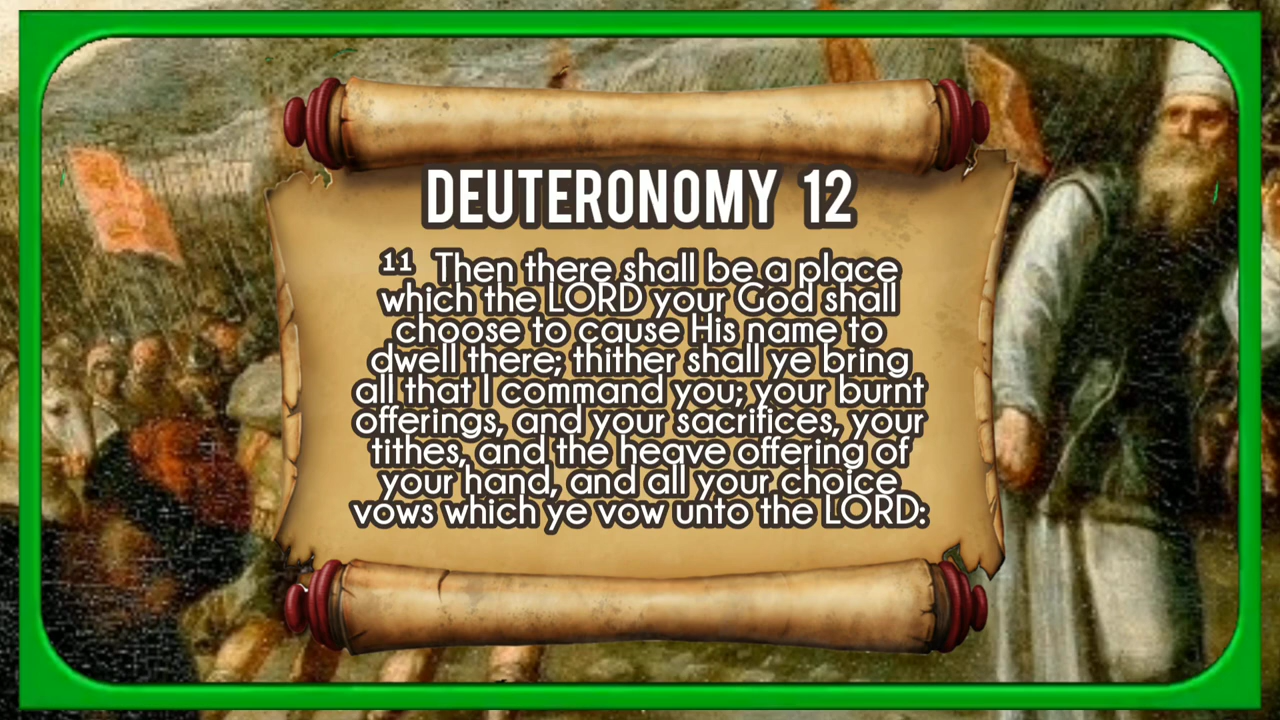 DEUTERONOMY 12
11 Then there shall be a place
which the LORD your God shall
choose to cause His name to
dwell there; thither shall ye bring
all that I command you; your burnt
offerings, and your sacrifices, your
tithes, and the heave offering of
your hand, and all your choice
vows which ye vow unto the LORD: